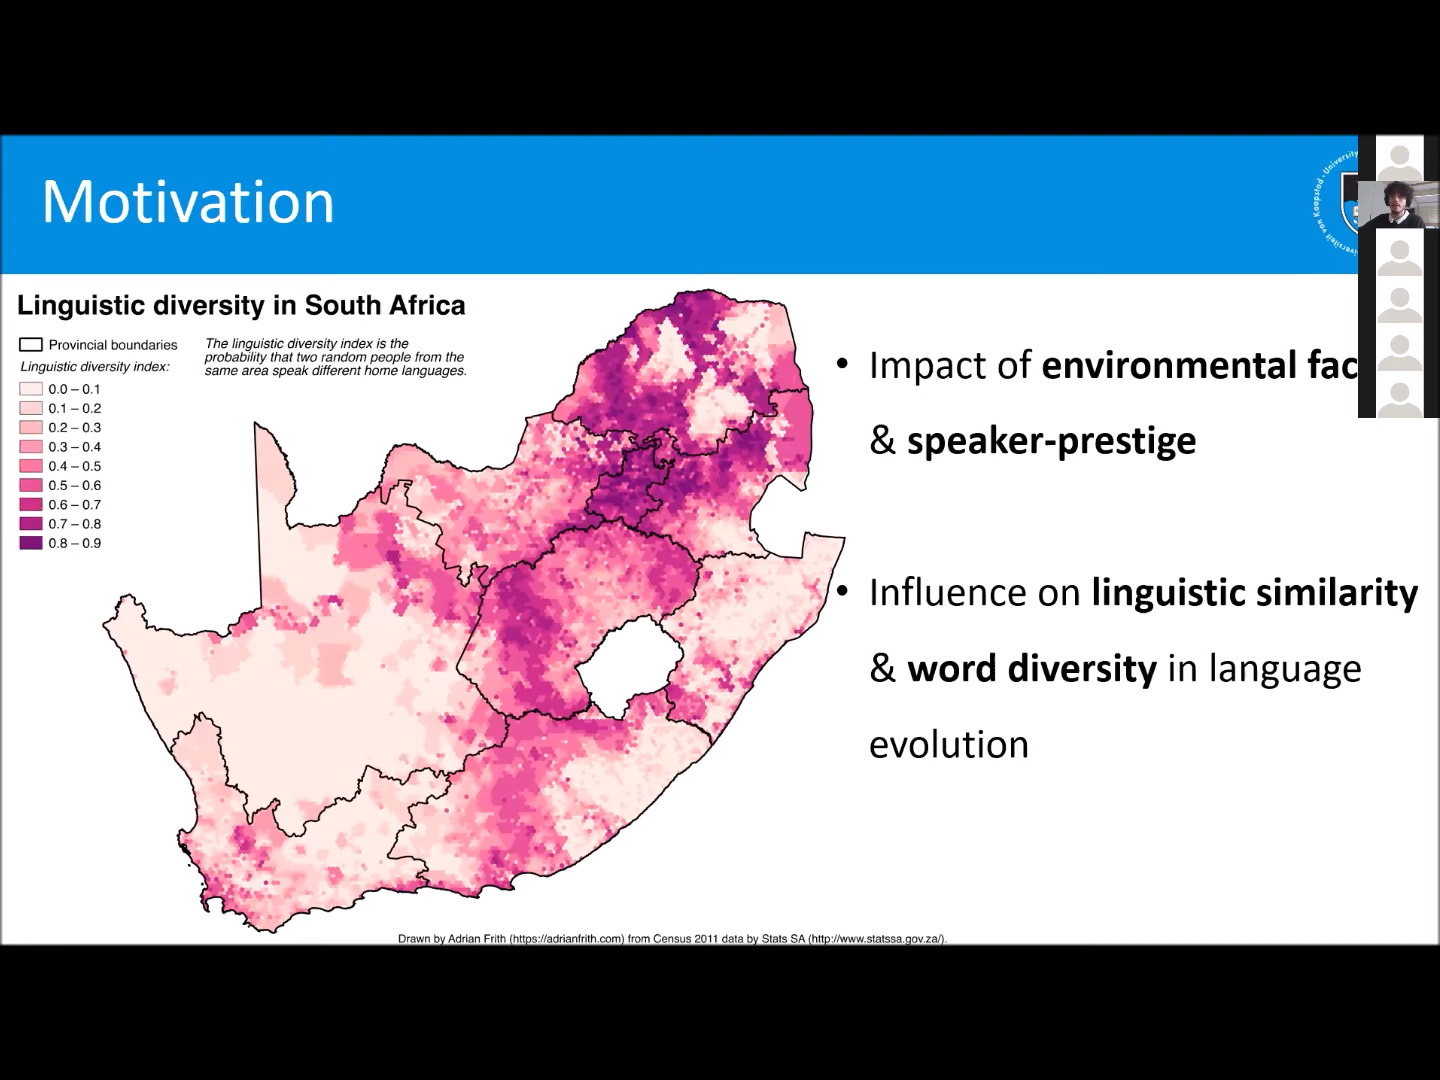 Motivation
Linguistic diversity in South Africa
Provincial boundaries
Linguistic diversity index:
0.0 – 0.1
0.1 – 0.2
0.2 – 0.3
0.3 – 0.4
0.4 – 0.5
0.5 – 0.6
0.6 – 0.7
0.7 – 0.8
0.8 – 0.9
The linguistic diversity index is the
probability that two random people from the
same area speak different home languages.
• Impact of environmental fac
& speaker-prestige
• Influence on linguistic similarity
& word diversity in language
evolution
Universiteit van Kaapstad · University
Drawn by Adrian Frith (https://adrianfrith.com) from Census 2011 data by Stats SA (http://www.statssa.gov.za/).